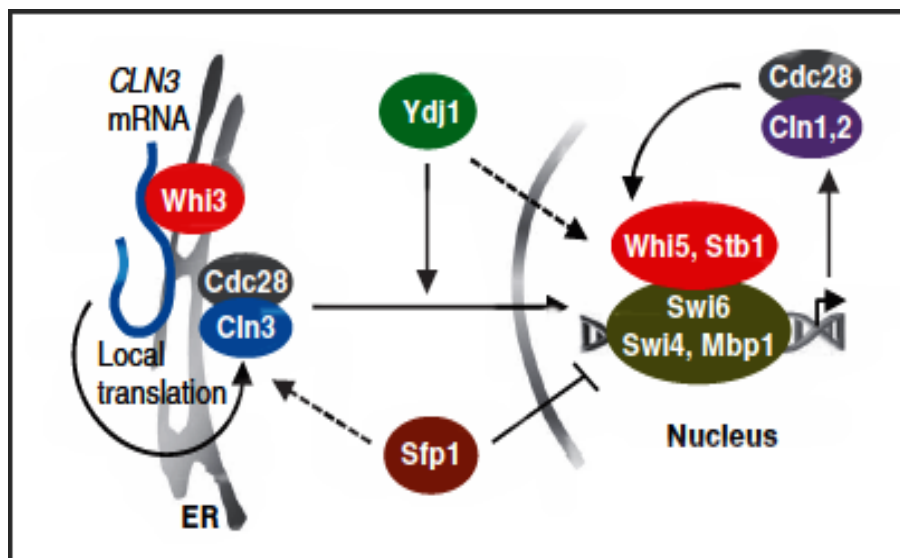 CLN3
mRNA
Whi3
Cdc28
Cln3
Local
translation
ER
Ydj1
Sfp1
Cdc28
Cln1,2
Whi5, Stb1
Swi6
Swi4, Mbp1
Nucleus